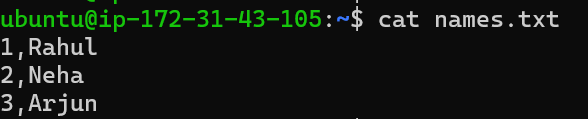 ubuntu@ip-172-31-43-105:~$ cat names.txt
1,Rahul
2,Neha
3,Arjun